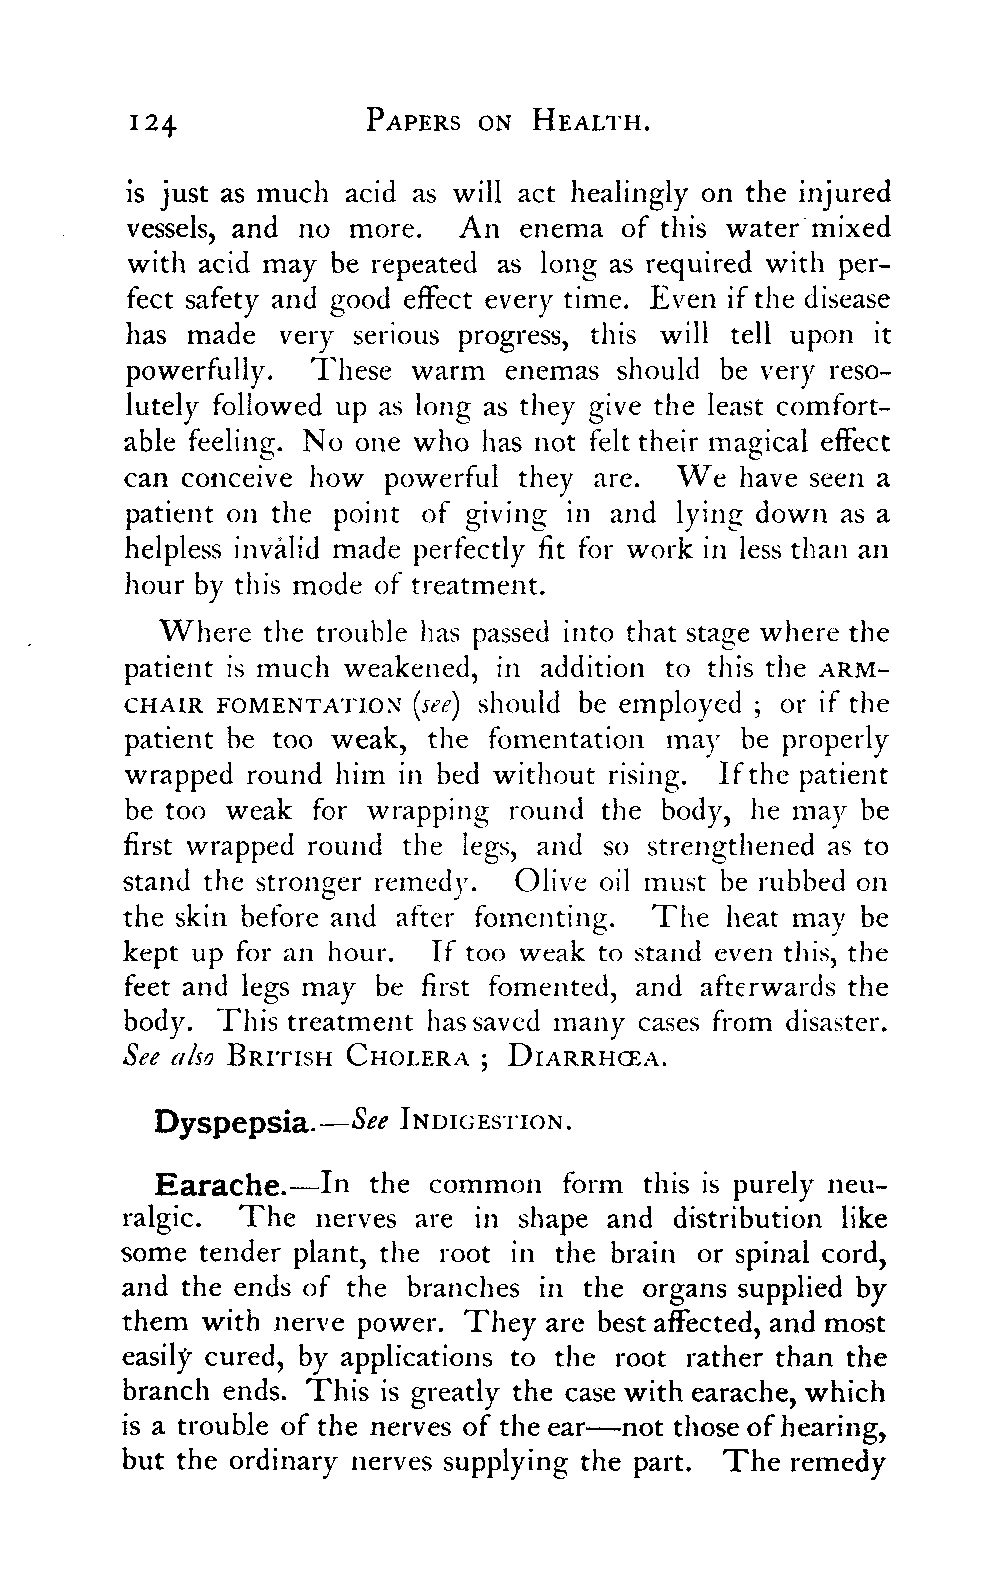 124 PAPERS ON HEALTH.
is just as much acid as will act healingly on the injured
vessels, and no more. An enema of this water mixed
with acid may be repeated as long as required with per-
fect safety and good effect every time. Even if the disease
has made very serious progress, this will tell upon it
powerfully. These warm enemas should be very reso-
lutely followed up as long as they give the least comfort-
able feeling. No one who has not felt their magical effect
can conceive how powerful they are. We have seen a
patient on the point of giving in and lying down as a
helpless invalid made perfectly fit for work in less than an
hour by this mode of treatment.
Where the trouble has passed into that stage where the
patient is much weakened, in addition to this the ARM-
CHAIR FOMENTATION (see) should be employed ; or if the
patient be too weak, the fomentation may be properly
wrapped round him in bed without rising. If the patient
be too weak for wrapping round the body, he may be
first wrapped round the legs, and so strengthened as to
stand the stronger remedy. Olive oil must be rubbed on
the skin before and after fomenting. The heat may be
kept up for an hour. If too weak to stand even this, the
feet and legs may be first fomented, and afterwards the
body. This treatment has saved many cases from disaster.
See also BRITISH CHOLERA ; DIARRHŒA.
Dyspepsia.—See INDIGESTION.
Earache.—In the common form this is purely neu-
ralgic. The nerves are in shape and distribution like
some tender plant, the root in the brain or spinal cord,
and the ends of the branches in the organs supplied by
them with nerve power. They are best affected, and most
easily cured, by applications to the root rather than the
branch ends. This is greatly the case with earache, which
is a trouble of the nerves of the ear—not those of hearing,
but the ordinary nerves supplying the part. The remedy